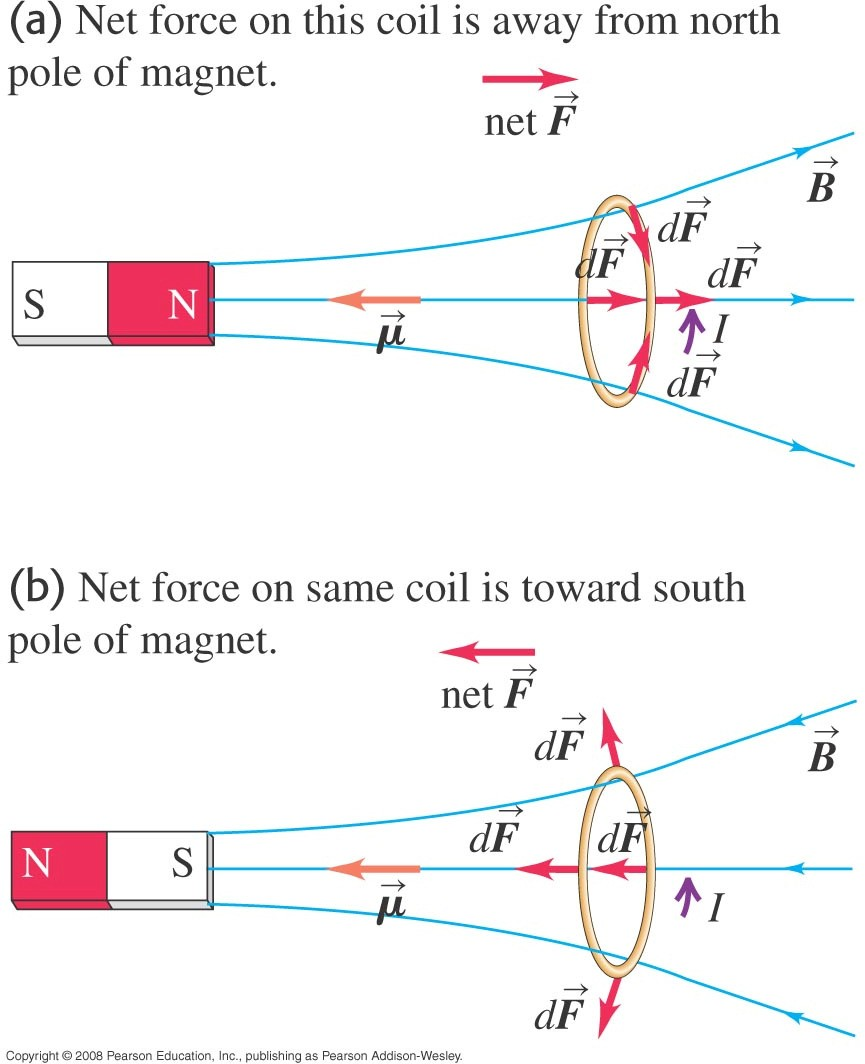 (a) Net force on this coil is away from north
pole of magnet.
net F⃗
B⃗
dF⃗
dF⃗
dF⃗
S
N
μ⃗
I
dF⃗
(b) Net force on same coil is toward south
pole of magnet.
net F⃗
dF⃗
B⃗
dF⃗
dF⃗
N
S
μ⃗
I
dF⃗
Copyright © 2008 Pearson Education, Inc., publishing as Pearson Addison-Wesley.